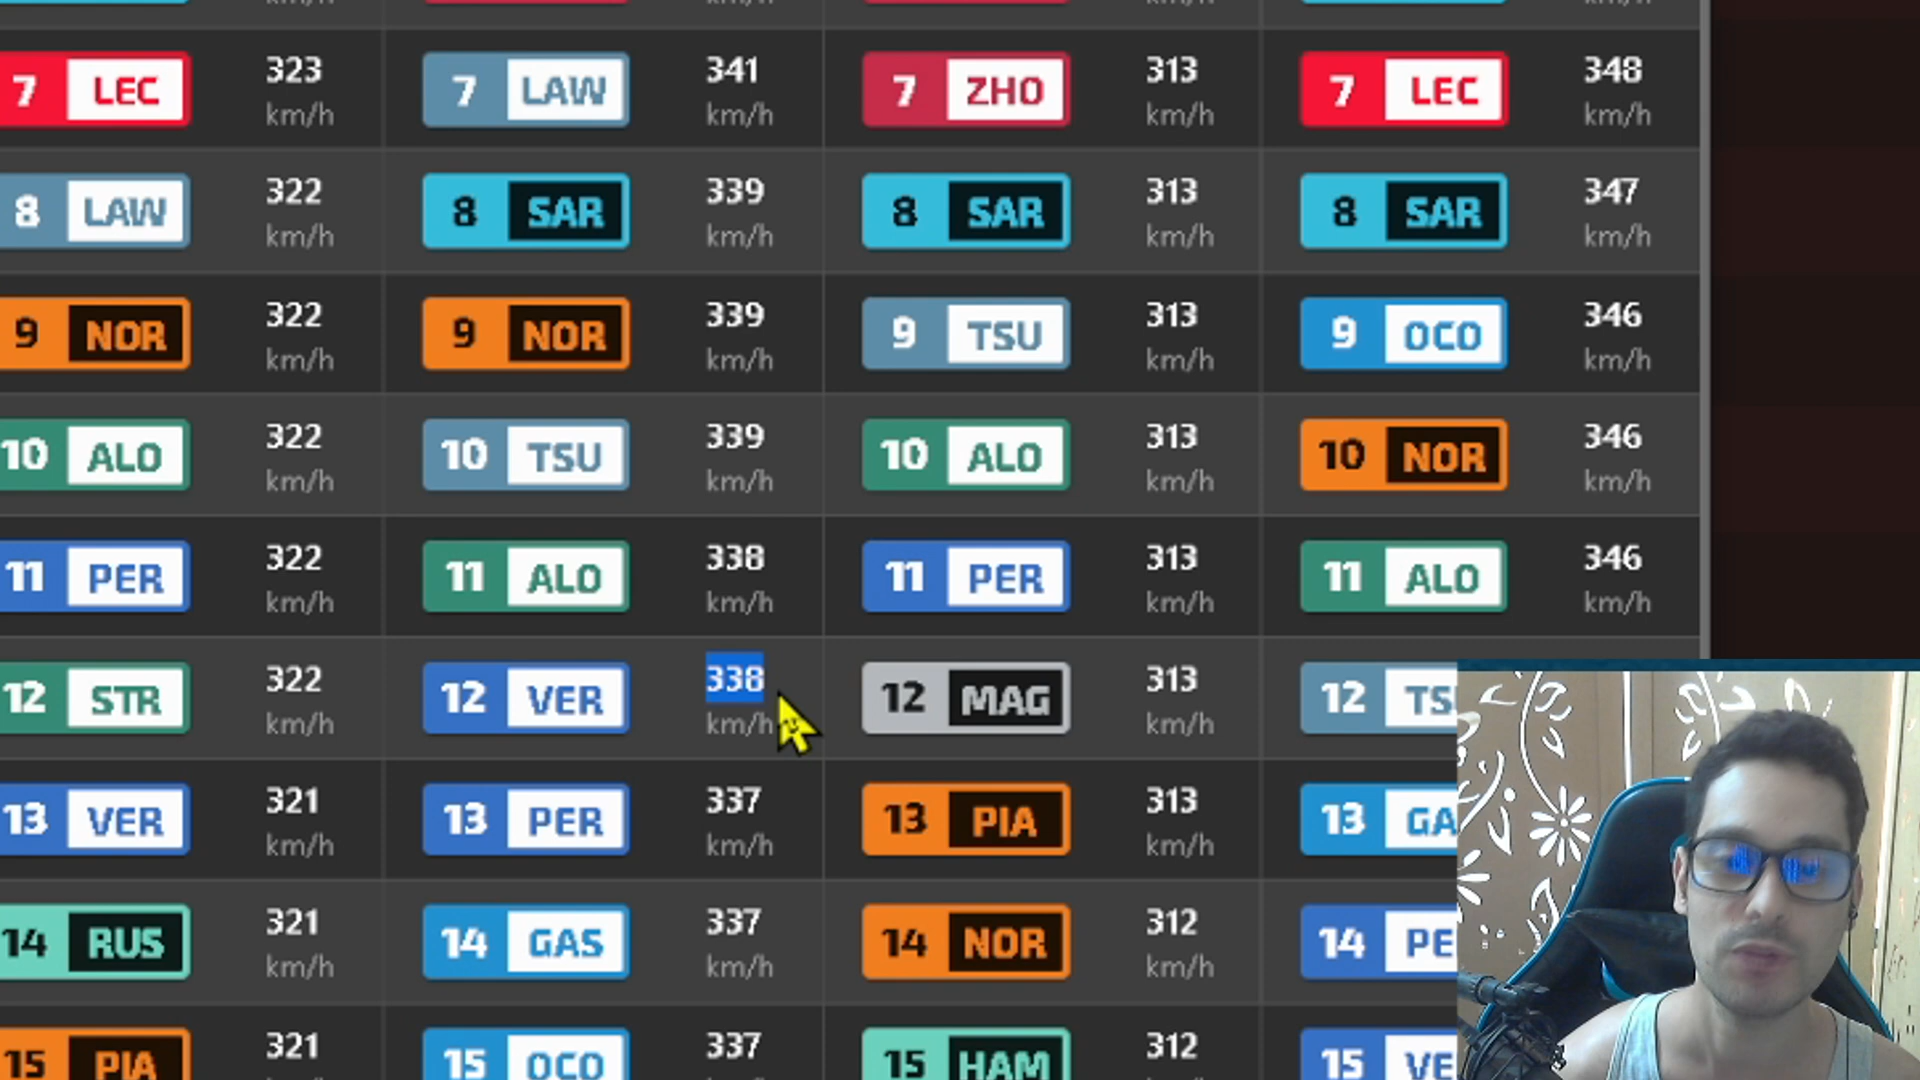 7 LEC 323 km/h 7 LAW 341 km/h 7 ZHO 313 km/h 7 LEC 348 km/h
8 LAW 322 km/h 8 SAR 339 km/h 8 SAR 313 km/h 8 SAR 347 km/h
9 NOR 322 km/h 9 NOR 339 km/h 9 TSU 313 km/h 9 OCO 346 km/h
10 ALO 322 km/h 10 TSU 339 km/h 10 ALO 313 km/h 10 NOR 346 km/h
11 PER 322 km/h 11 ALO 338 km/h 11 PER 313 km/h 11 ALO 346 km/h
12 STR 322 km/h 12 VER 338 km/h 12 MAG 313 km/h 12 TS
13 VER 321 km/h 13 PER 337 km/h 13 PIA 313 km/h 13 GA
14 RUS 321 km/h 14 GAS 337 km/h 14 NOR 312 km/h 14 PE
15 PIA 321 15 OCO 337 15 HAM 312 15 VE